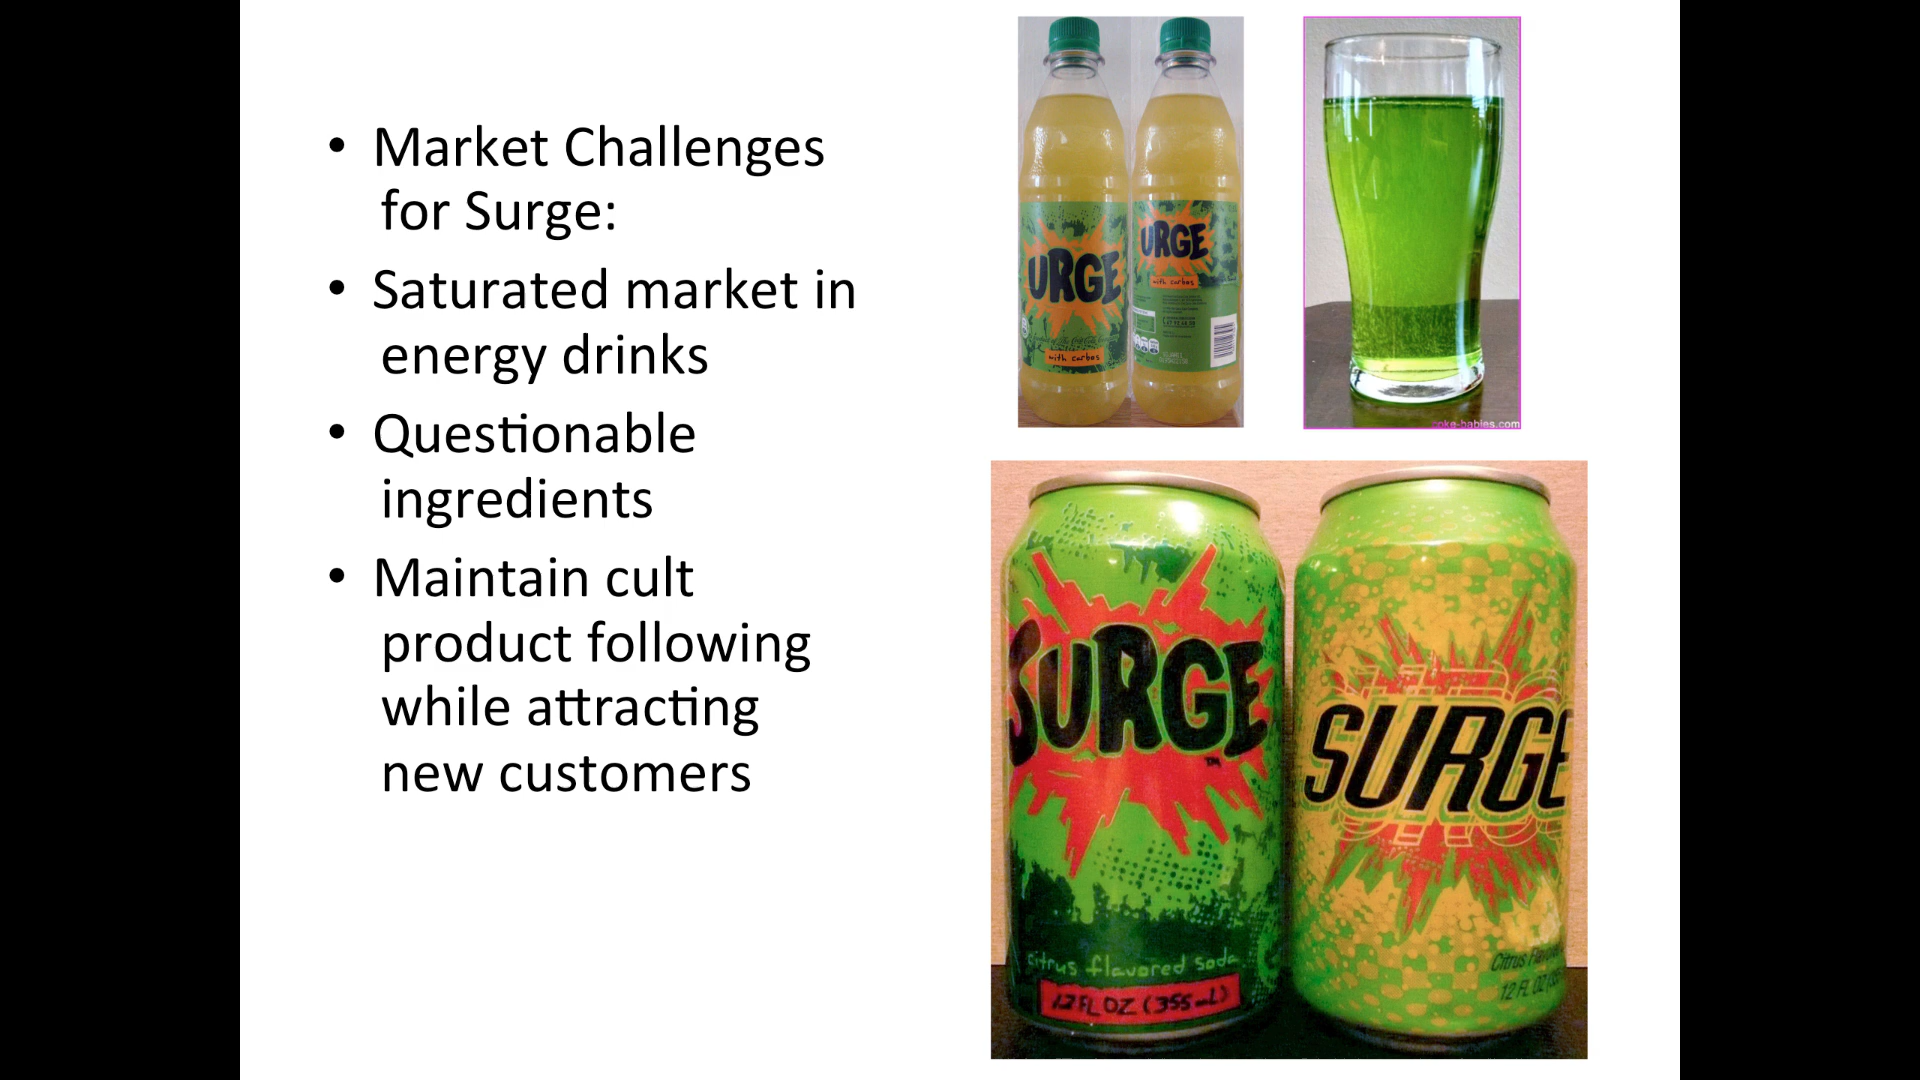 • Market Challenges
for Surge:
• Saturated market in
energy drinks
• Questionable
ingredients
• Maintain cult
product following
while attracting
new customers
URGE
with carbos
URGE
with carbos
coke-babies.com
SURGE
TM
citrus flavored soda
12 FL OZ (355 mL)
SURGE
Citrus
12 FL OZ